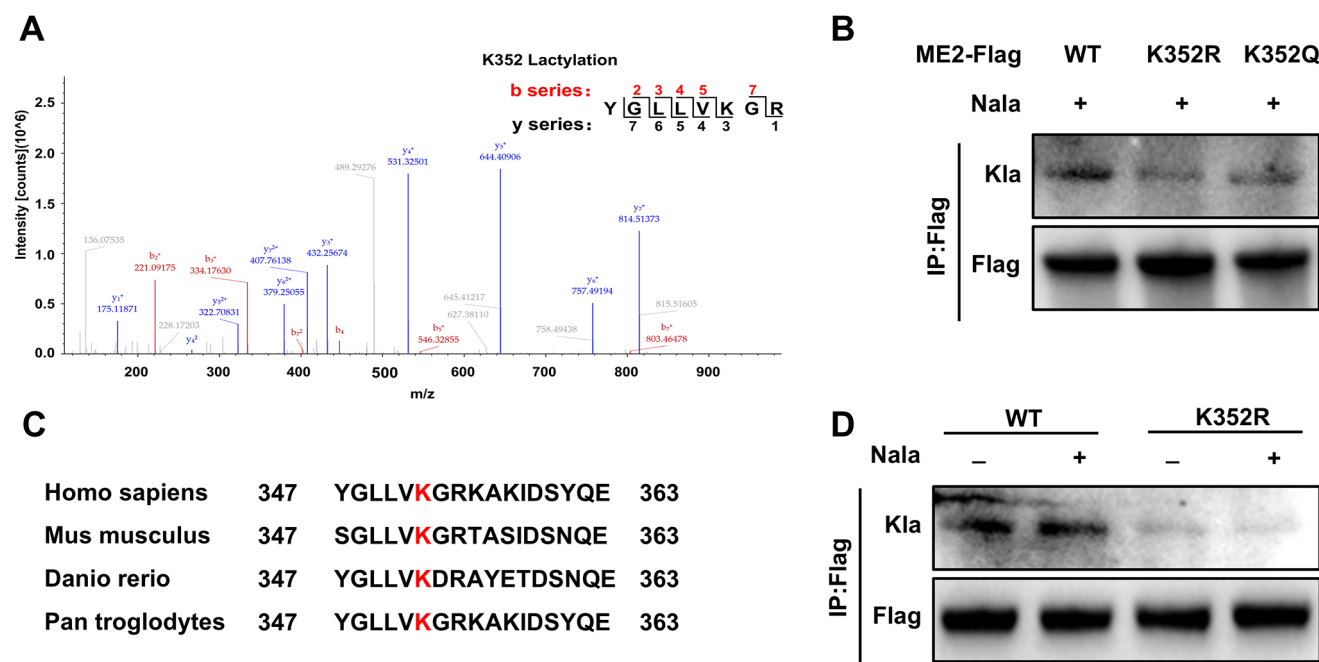 A
K352 Lactylation
b series: 2 3 4 5 7
Y G L L V K G R
y series: 7 6 5 4 3 1
Intensity [counts](10^6)
2.5
2.0
1.5
1.0
0.5
0.0
136.07535
y₁⁺
175.11871
b₂⁺
221.09175
228.17203
y₄²
b₃⁺
334.17630
y₅²⁺
322.70831
y₇²⁺
407.76138
y₆²⁺
379.25055
y₃⁺
432.25674
b₇²
b₄
489.29276
y₄⁺
531.32501
b₅⁺
546.32855
y₅⁺
644.40906
645.41217
627.38110
y₆⁺
757.49194
758.49438
y₇⁺
814.51373
815.51605
b₇⁺
803.46478
200 300 400 500 600 700 800 900
m/z
B
ME2-Flag WT K352R K352Q
Nala + + +
IP:Flag
Kla
Flag
C
Homo sapiens 347 YGLLVKGRKAKIDSYQE 363
Mus musculus 347 SGLLVKGRTASIDSNQE 363
Danio rerio 347 YGLLVKDRAYETDSNQE 363
Pan troglodytes 347 YGLLVKGRKAKIDSYQE 363
D
WT K352R
Nala – + – +
IP:Flag
Kla
Flag